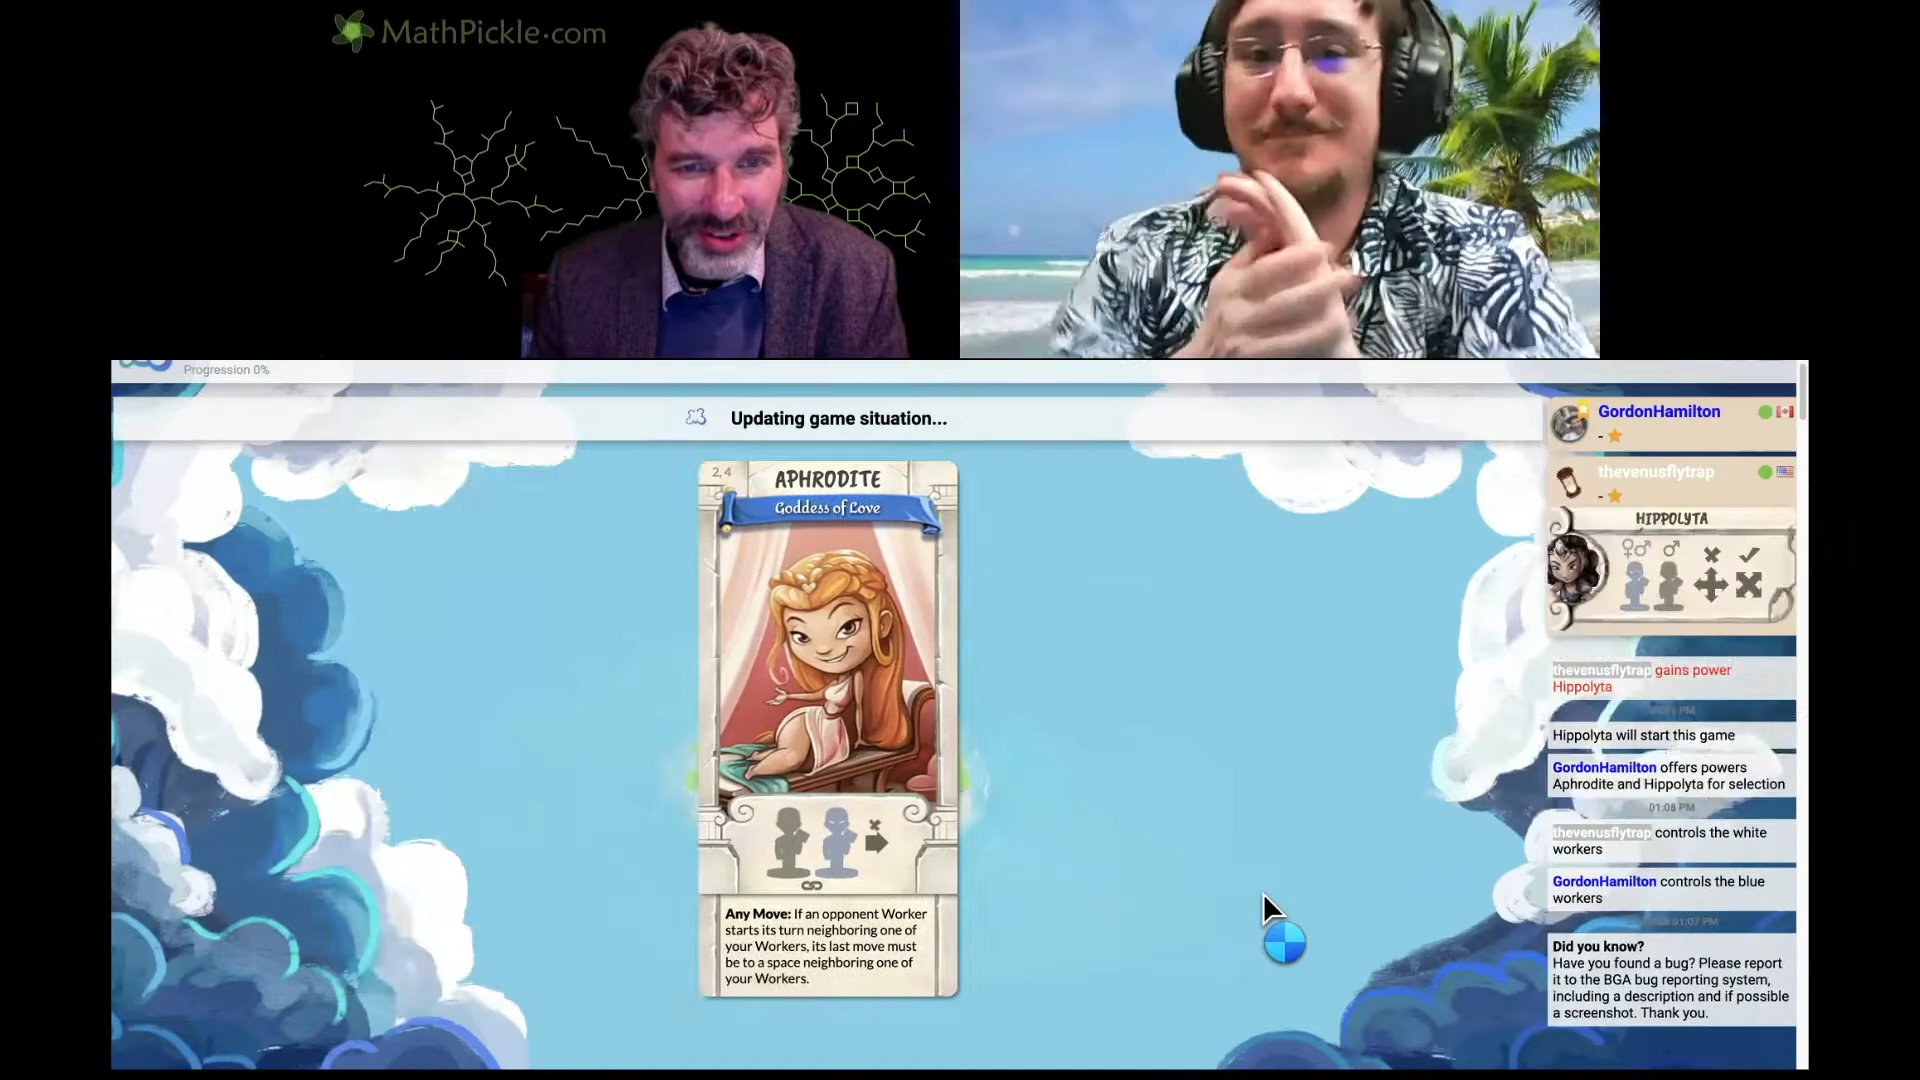 MathPickle.com
Progression 0%
Updating game situation...
2, 4
APHRODITE
Goddess of Love
Any Move: If an opponent Worker
starts its turn neighboring one of
your Workers, its last move must
be to a space neighboring one of
your Workers.
GordonHamilton
-
thevenusflytrap
-
HIPPOLYTA
thevenusflytrap gains power
Hippolyta
PM
Hippolyta will start this game
GordonHamilton offers powers
Aphrodite and Hippolyta for selection
01:08 PM
thevenusflytrap controls the white
workers
GordonHamilton controls the blue
workers
01:07 PM
Did you know?
Have you found a bug? Please report
it to the BGA bug reporting system,
including a description and if possible
a screenshot. Thank you.